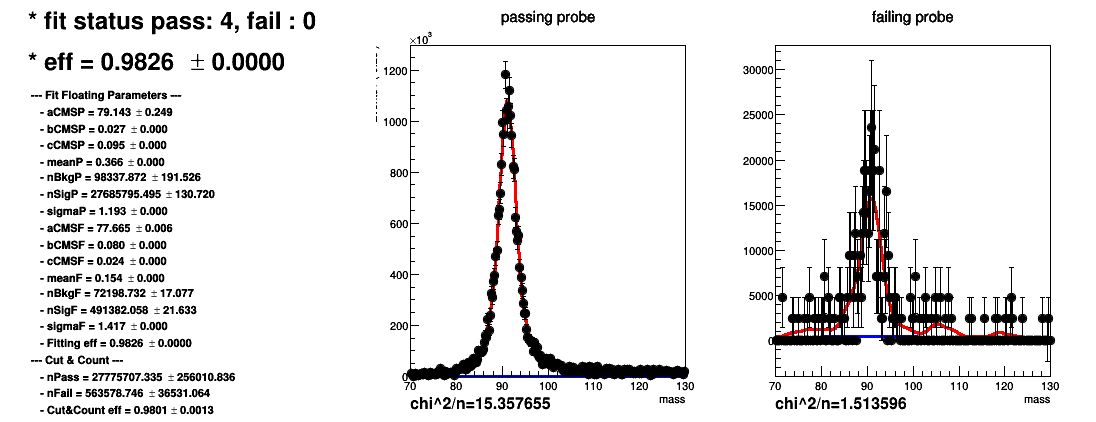 * fit status pass: 4, fail : 0
* eff = 0.9826 ± 0.0000
--- Fit Floating Parameters ---
- aCMSP = 79.143 ± 0.249
- bCMSP = 0.027 ± 0.000
- cCMSP = 0.095 ± 0.000
- meanP = 0.366 ± 0.000
- nBkgP = 98337.872 ± 191.526
- nSigP = 27685795.495 ± 130.720
- sigmaP = 1.193 ± 0.000
- aCMSF = 77.665 ± 0.006
- bCMSF = 0.080 ± 0.000
- cCMSF = 0.024 ± 0.000
- meanF = 0.154 ± 0.000
- nBkgF = 72198.732 ± 17.077
- nSigF = 491382.058 ± 21.633
- sigmaF = 1.417 ± 0.000
- Fitting eff = 0.9826 ± 0.0000
--- Cut & Count ---
- nPass = 27775707.335 ± 256010.836
- nFail = 563578.746 ± 36531.064
- Cut&Count eff = 0.9801 ± 0.0013
passing probe
×10³
1200
1000
800
600
400
200
0
70 80 90 100 110 120 130
mass
chi^2/n=15.357655
failing probe
30000
25000
20000
15000
10000
5000
0
70 80 90 100 110 120 130
mass
chi^2/n=1.513596